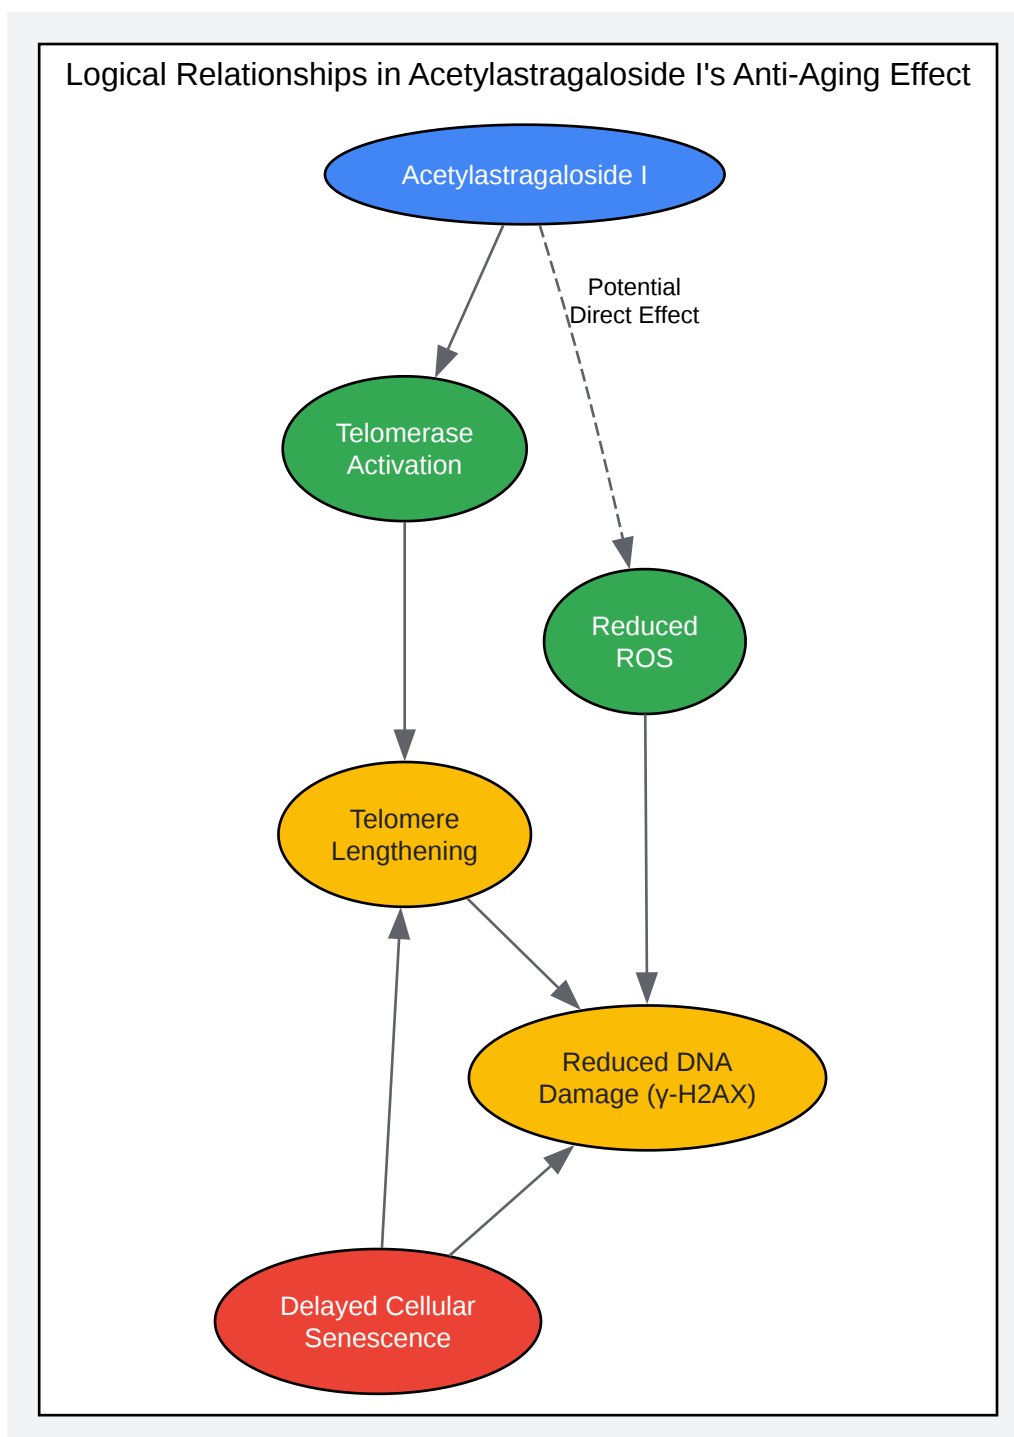 Logical Relationships in Acetylastragaloside I's Anti-Aging Effect
Acetylastragaloside I
Potential
Direct Effect
Telomerase
Activation
Reduced
ROS
Telomere
Lengthening
Reduced DNA
Damage (γ-H2AX)
Delayed Cellular
Senescence